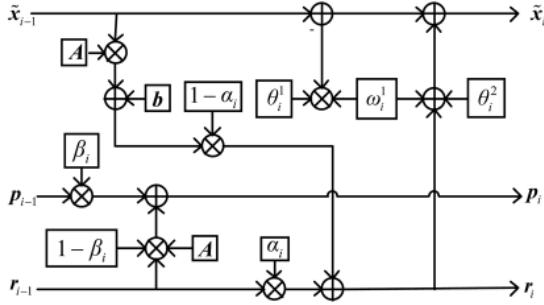 x̃ᵢ₋₁ x̃ᵢ
-
A
b 1 − αᵢ θᵢ¹ ωᵢ¹ θᵢ²
βᵢ
pᵢ₋₁ pᵢ
1 − βᵢ A αᵢ
rᵢ₋₁ rᵢ